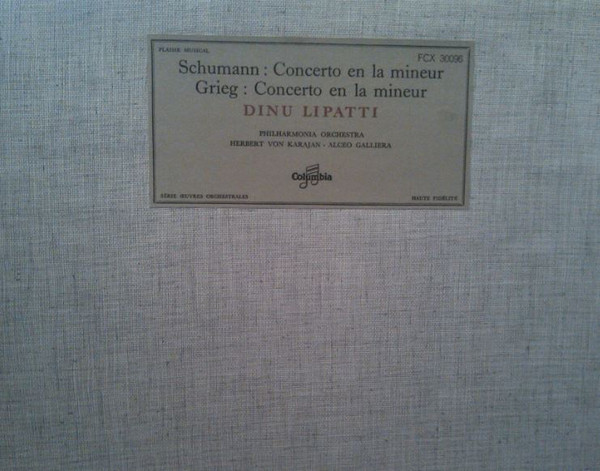 PLAISIR MUSICAL
FCX 30096
Schumann : Concerto en la mineur
Grieg : Concerto en la mineur
DINU LIPATTI
PHILHARMONIA ORCHESTRA
HERBERT VON KARAJAN - ALCEO GALLIERA
Columbia
SÉRIE ŒUVRES ORCHESTRALES
HAUTE FIDÉLITÉ